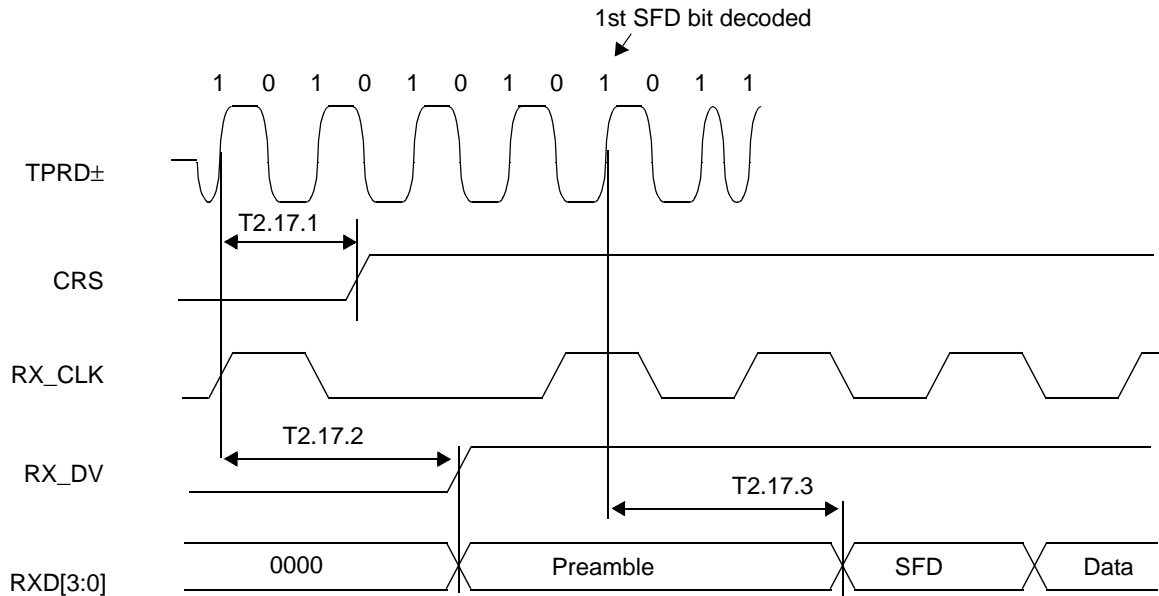 1st SFD bit decoded
1 0 1 0 1 0 1 0 1 0 1 1
TPRD±
T2.17.1
CRS
RX_CLK
T2.17.2
RX_DV
T2.17.3
RXD[3:0]
0000 Preamble SFD Data